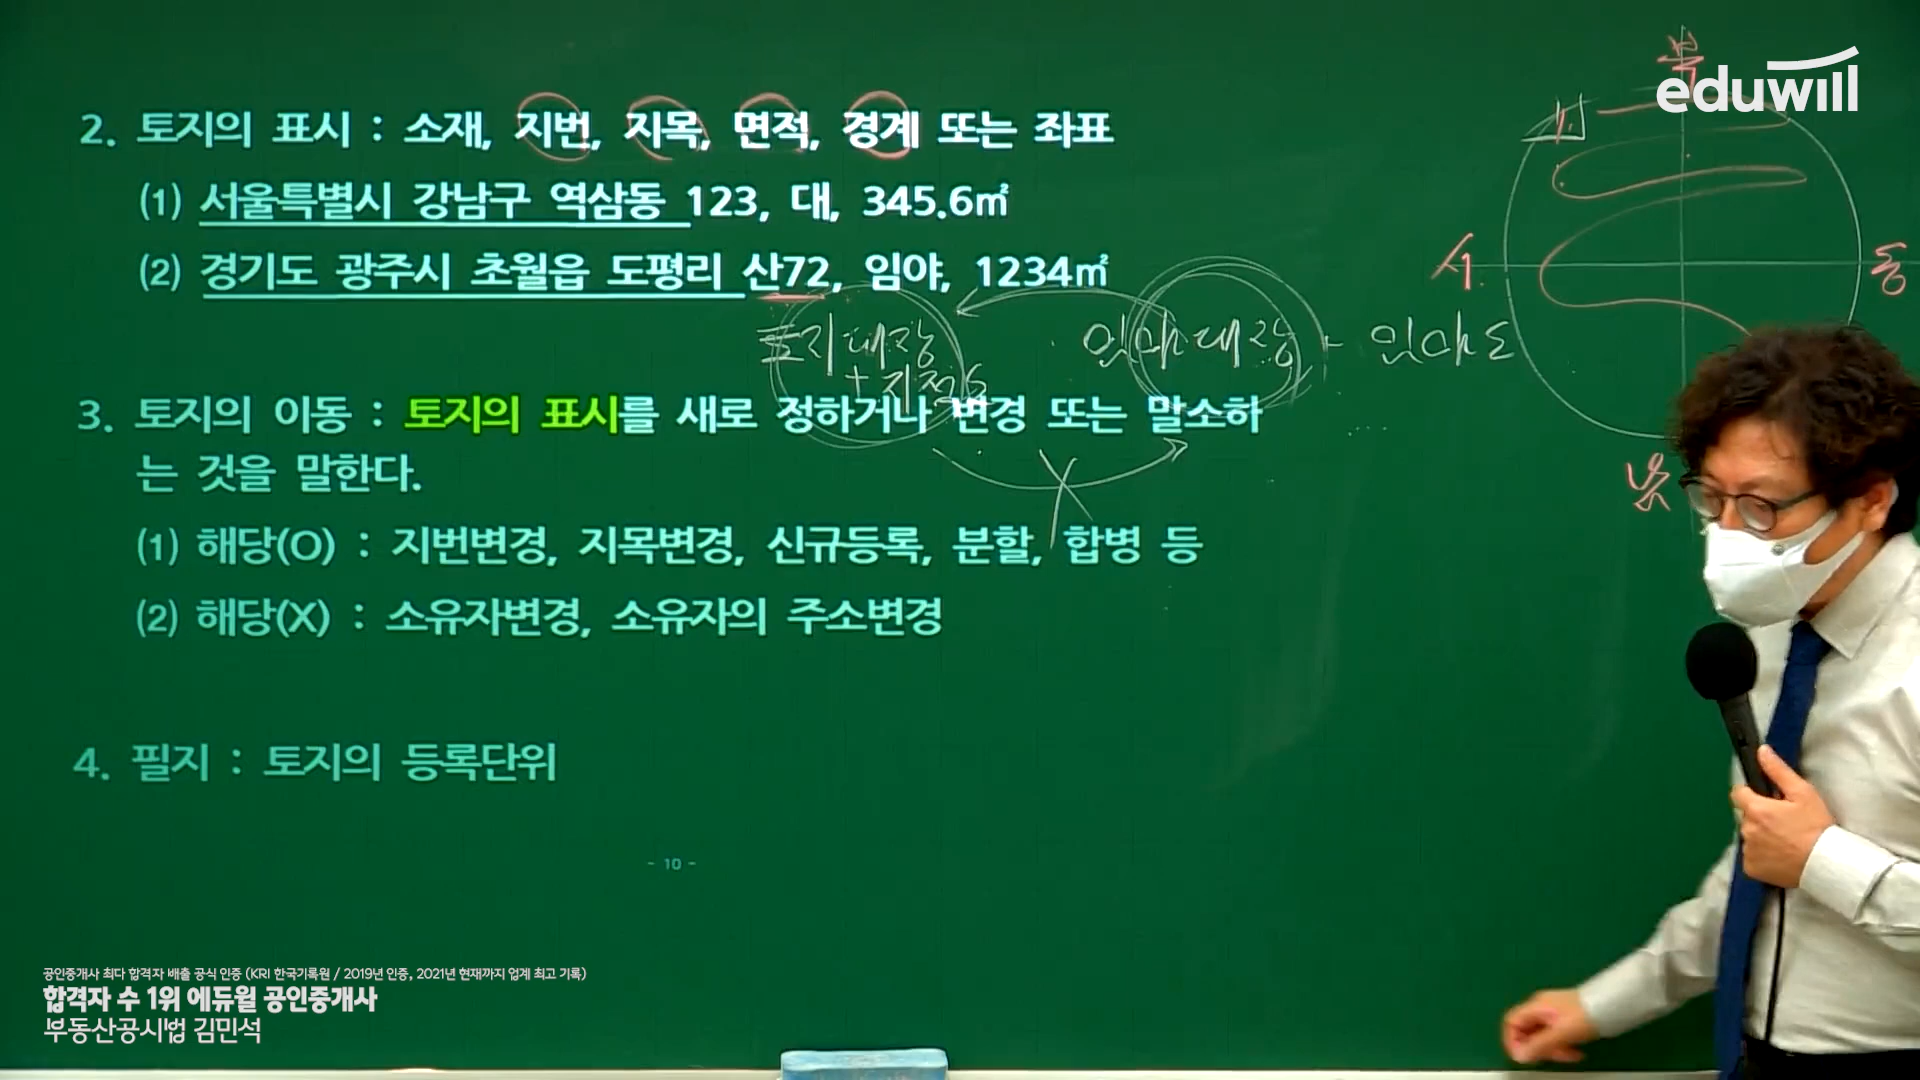 eduwill
2. 토지의 표시 : 소재, 지번, 지목, 면적, 경계 또는 좌표
(1) 서울특별시 강남구 역삼동 123, 대, 345.6㎡
(2) 경기도 광주시 초월읍 도평리 산72, 임야, 1234㎡
토지대장
+ 지적도
임야대장 - 임야도
3. 토지의 이동 : 토지의 표시를 새로 정하거나 변경 또는 말소하
는 것을 말한다.
(1) 해당(O) : 지번변경, 지목변경, 신규등록, 분할, 합병 등
(2) 해당(X) : 소유자변경, 소유자의 주소변경
4. 필지 : 토지의 등록단위
- 10 -
북
서
동
남
공인중개사 최다 합격자 배출 공식 인증 (KRI 한국기록원 / 2019년 인증, 2021년 현재까지 업계 최고 기록)
합격자 수 1위 에듀윌 공인중개사
부동산공시법 김민석